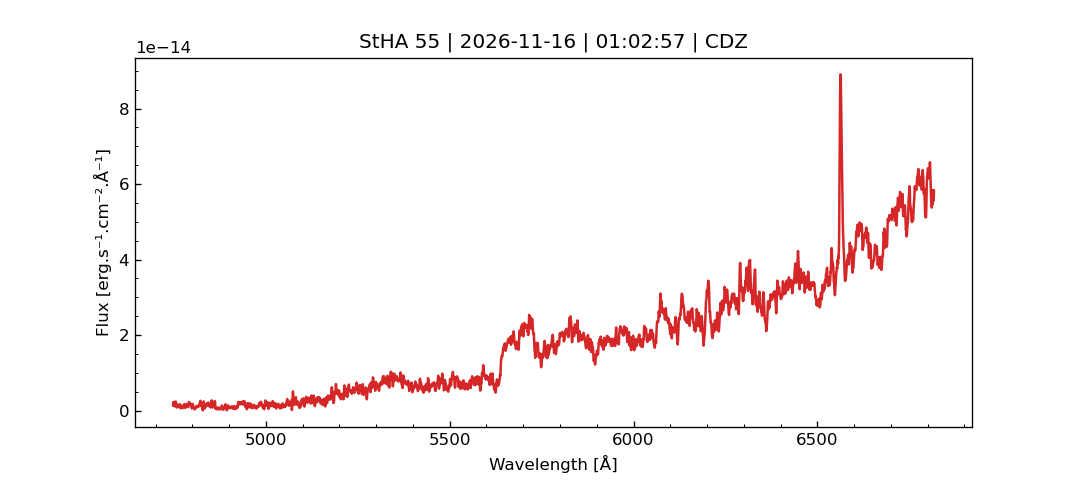 StHA 55 | 2026-11-16 | 01:02:57 | CDZ
1e−14
8
6
4
2
0
Flux [erg.s⁻¹.cm⁻².Å⁻¹]
5000 5500 6000 6500
Wavelength [Å]